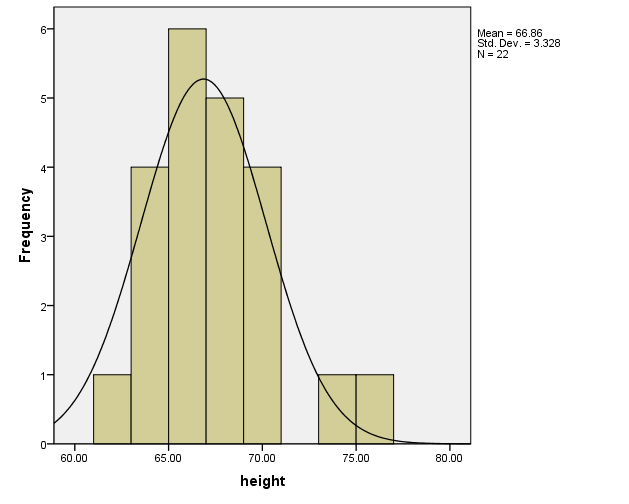 Mean = 66.86
Std. Dev. = 3.328
N = 22
6
5
4
3
2
1
0
Frequency
60.00 65.00 70.00 75.00 80.00
height